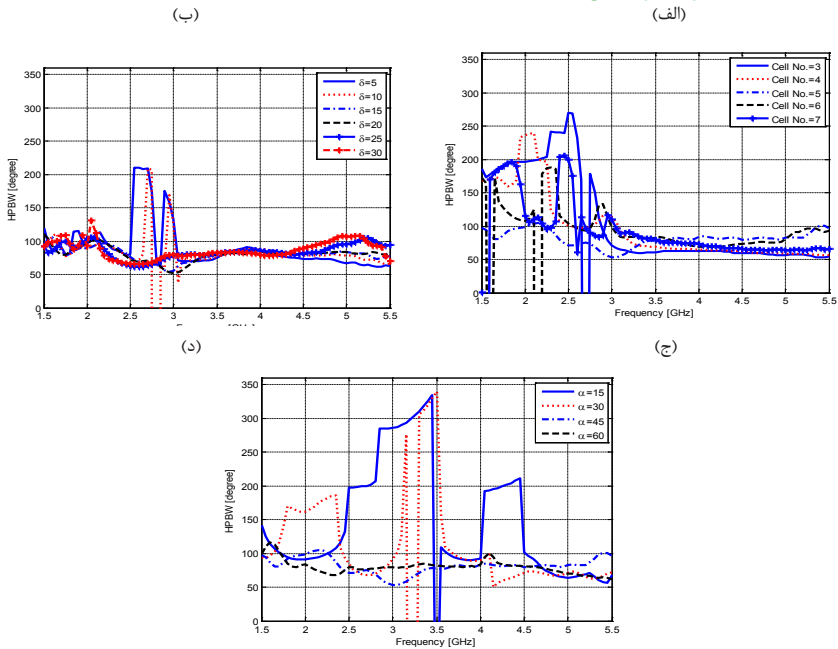 (ب)
(الف)
HPBW [degree]
350
300
250
200
150
100
50
0
1.5
2
2.5
3
3.5
4
4.5
5
5.5
δ=5
δ=10
δ=15
δ=20
δ=25
δ=30
HPBW [degree]
350
300
250
200
150
100
50
0
1.5
2
2.5
3
3.5
4
4.5
5
5.5
Frequency [GHz]
Cell No.=3
Cell No.=4
Cell No.=5
Cell No.=6
Cell No.=7
(د)
(ج)
HPBW [degree]
350
300
250
200
150
100
50
0
1.5
2
2.5
3
3.5
4
4.5
5
5.5
Frequency [GHz]
α=15
α=30
α=45
α=60